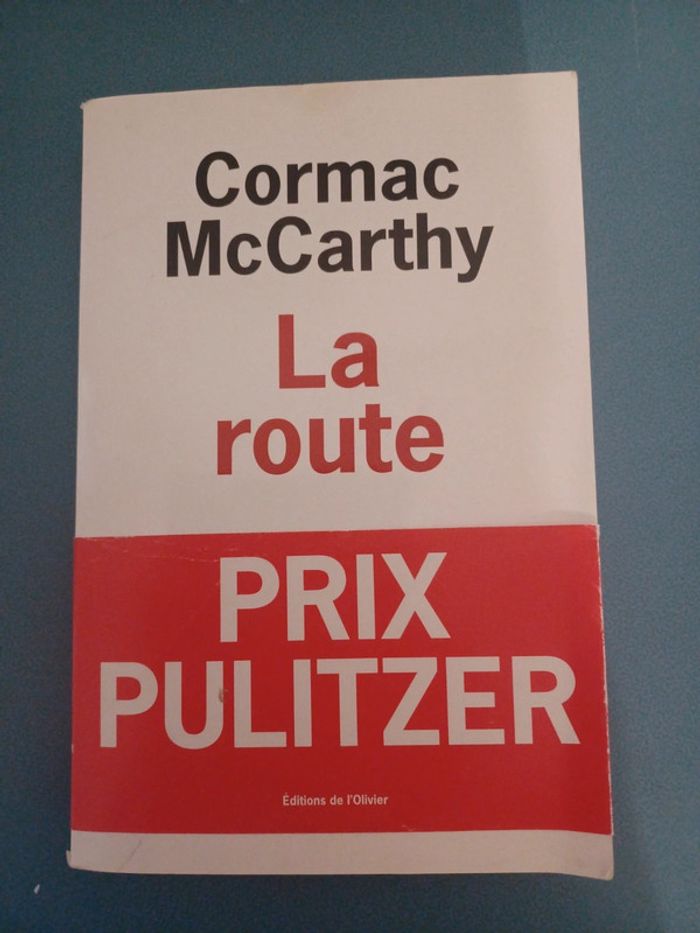 Cormac
McCarthy
La
route
PRIX
PULITZER
Éditions de l'Olivier